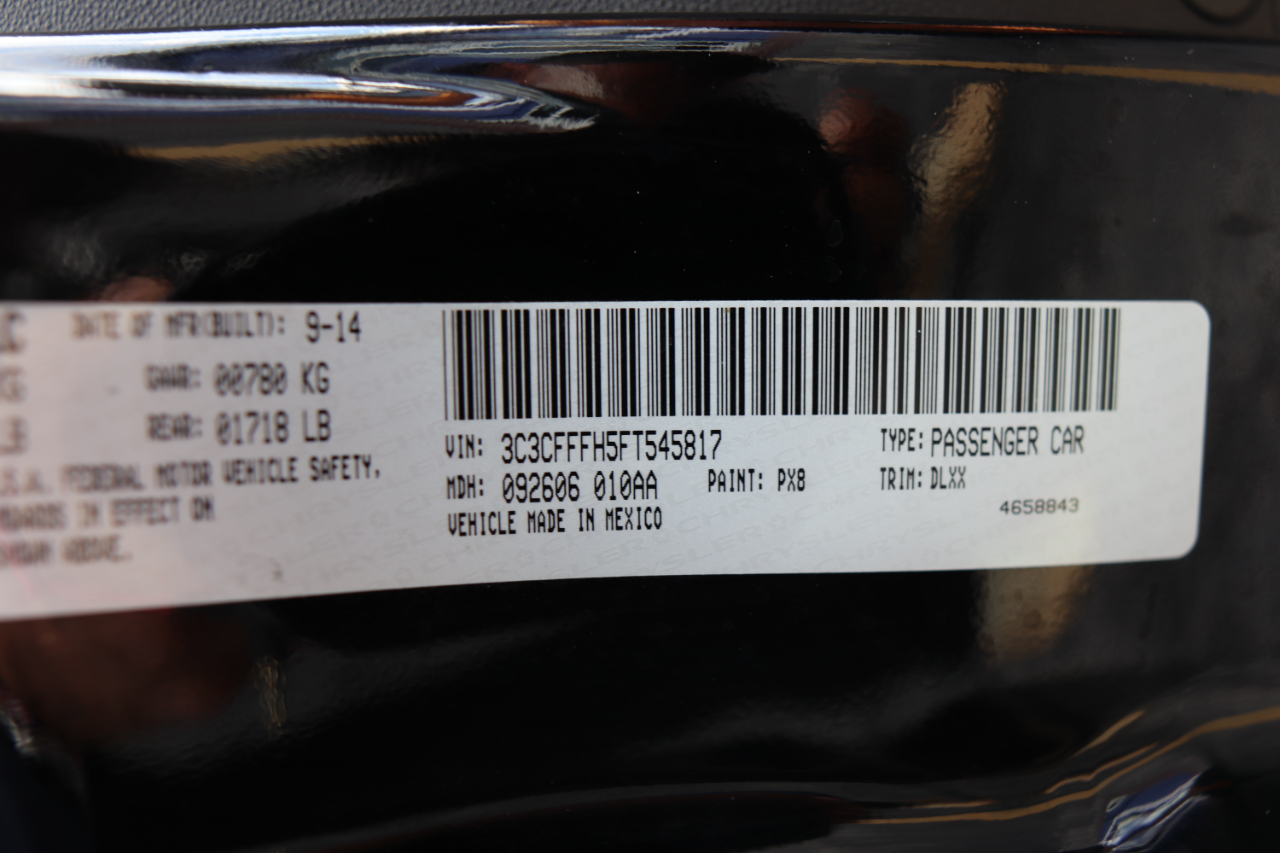 DATE OF MFR(BUILT): 9-14
GAWR: 00780 KG
REAR: 01718 LB
FEDERAL MOTOR VEHICLE SAFETY,
IN EFFECT ON
ABOVE.
VIN: 3C3CFFFH5FT545817 TYPE: PASSENGER CAR
MDH: 092606 010AA PAINT: PX8 TRIM: DLXX
VEHICLE MADE IN MEXICO 4658843